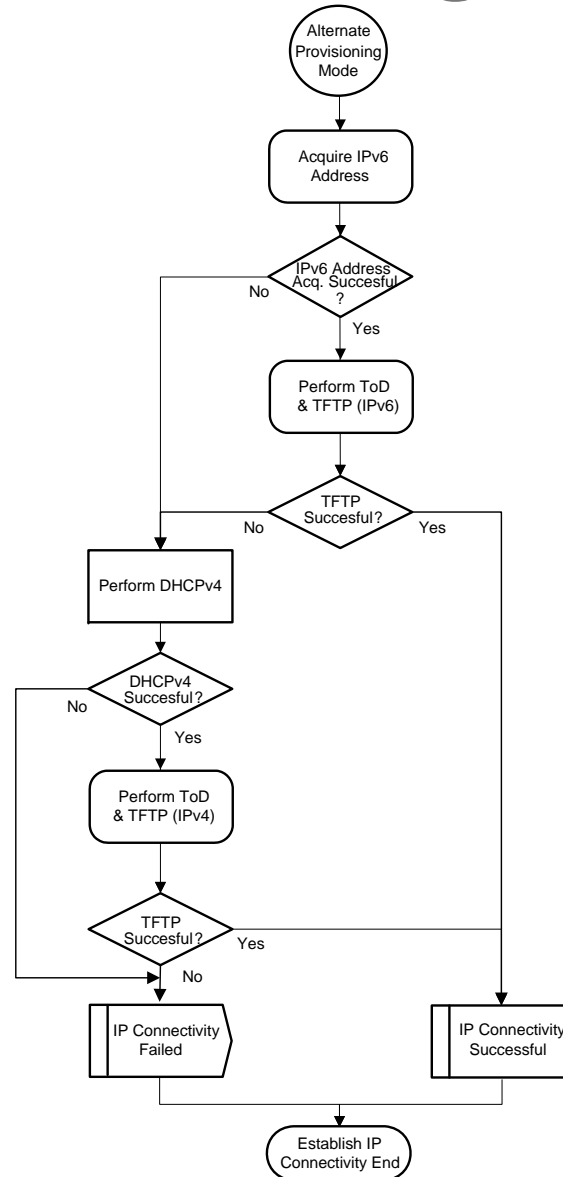 Alternate
Provisioning
Mode
Acquire IPv6
Address
IPv6 Address
Acq. Succesful
?
No
Yes
Perform ToD
& TFTP (IPv6)
TFTP
Succesful?
No
Yes
Perform DHCPv4
DHCPv4
Succesful?
No
Yes
Perform ToD
& TFTP (IPv4)
TFTP
Succesful?
Yes
No
IP Connectivity
Failed
IP Connectivity
Successful
Establish IP
Connectivity End